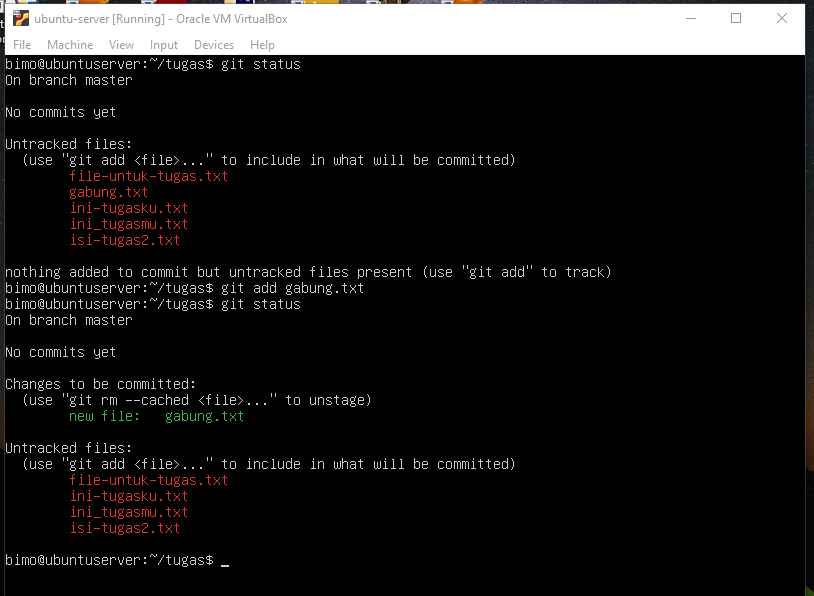 ubuntu-server [Running] - Oracle VM VirtualBox
File Machine View Input Devices Help
bimo@ubuntuserver:~/tugas$ git status
On branch master
No commits yet
Untracked files:
(use "git add <file>..." to include in what will be committed)
file-untuk-tugas.txt
gabung.txt
ini-tugasku.txt
ini_tugasmu.txt
isi-tugas2.txt
nothing added to commit but untracked files present (use "git add" to track)
bimo@ubuntuserver:~/tugas$ git add gabung.txt
bimo@ubuntuserver:~/tugas$ git status
On branch master
No commits yet
Changes to be committed:
(use "git rm --cached <file>..." to unstage)
new file: gabung.txt
Untracked files:
(use "git add <file>..." to include in what will be committed)
file-untuk-tugas.txt
ini-tugasku.txt
ini_tugasmu.txt
isi-tugas2.txt
bimo@ubuntuserver:~/tugas$ _